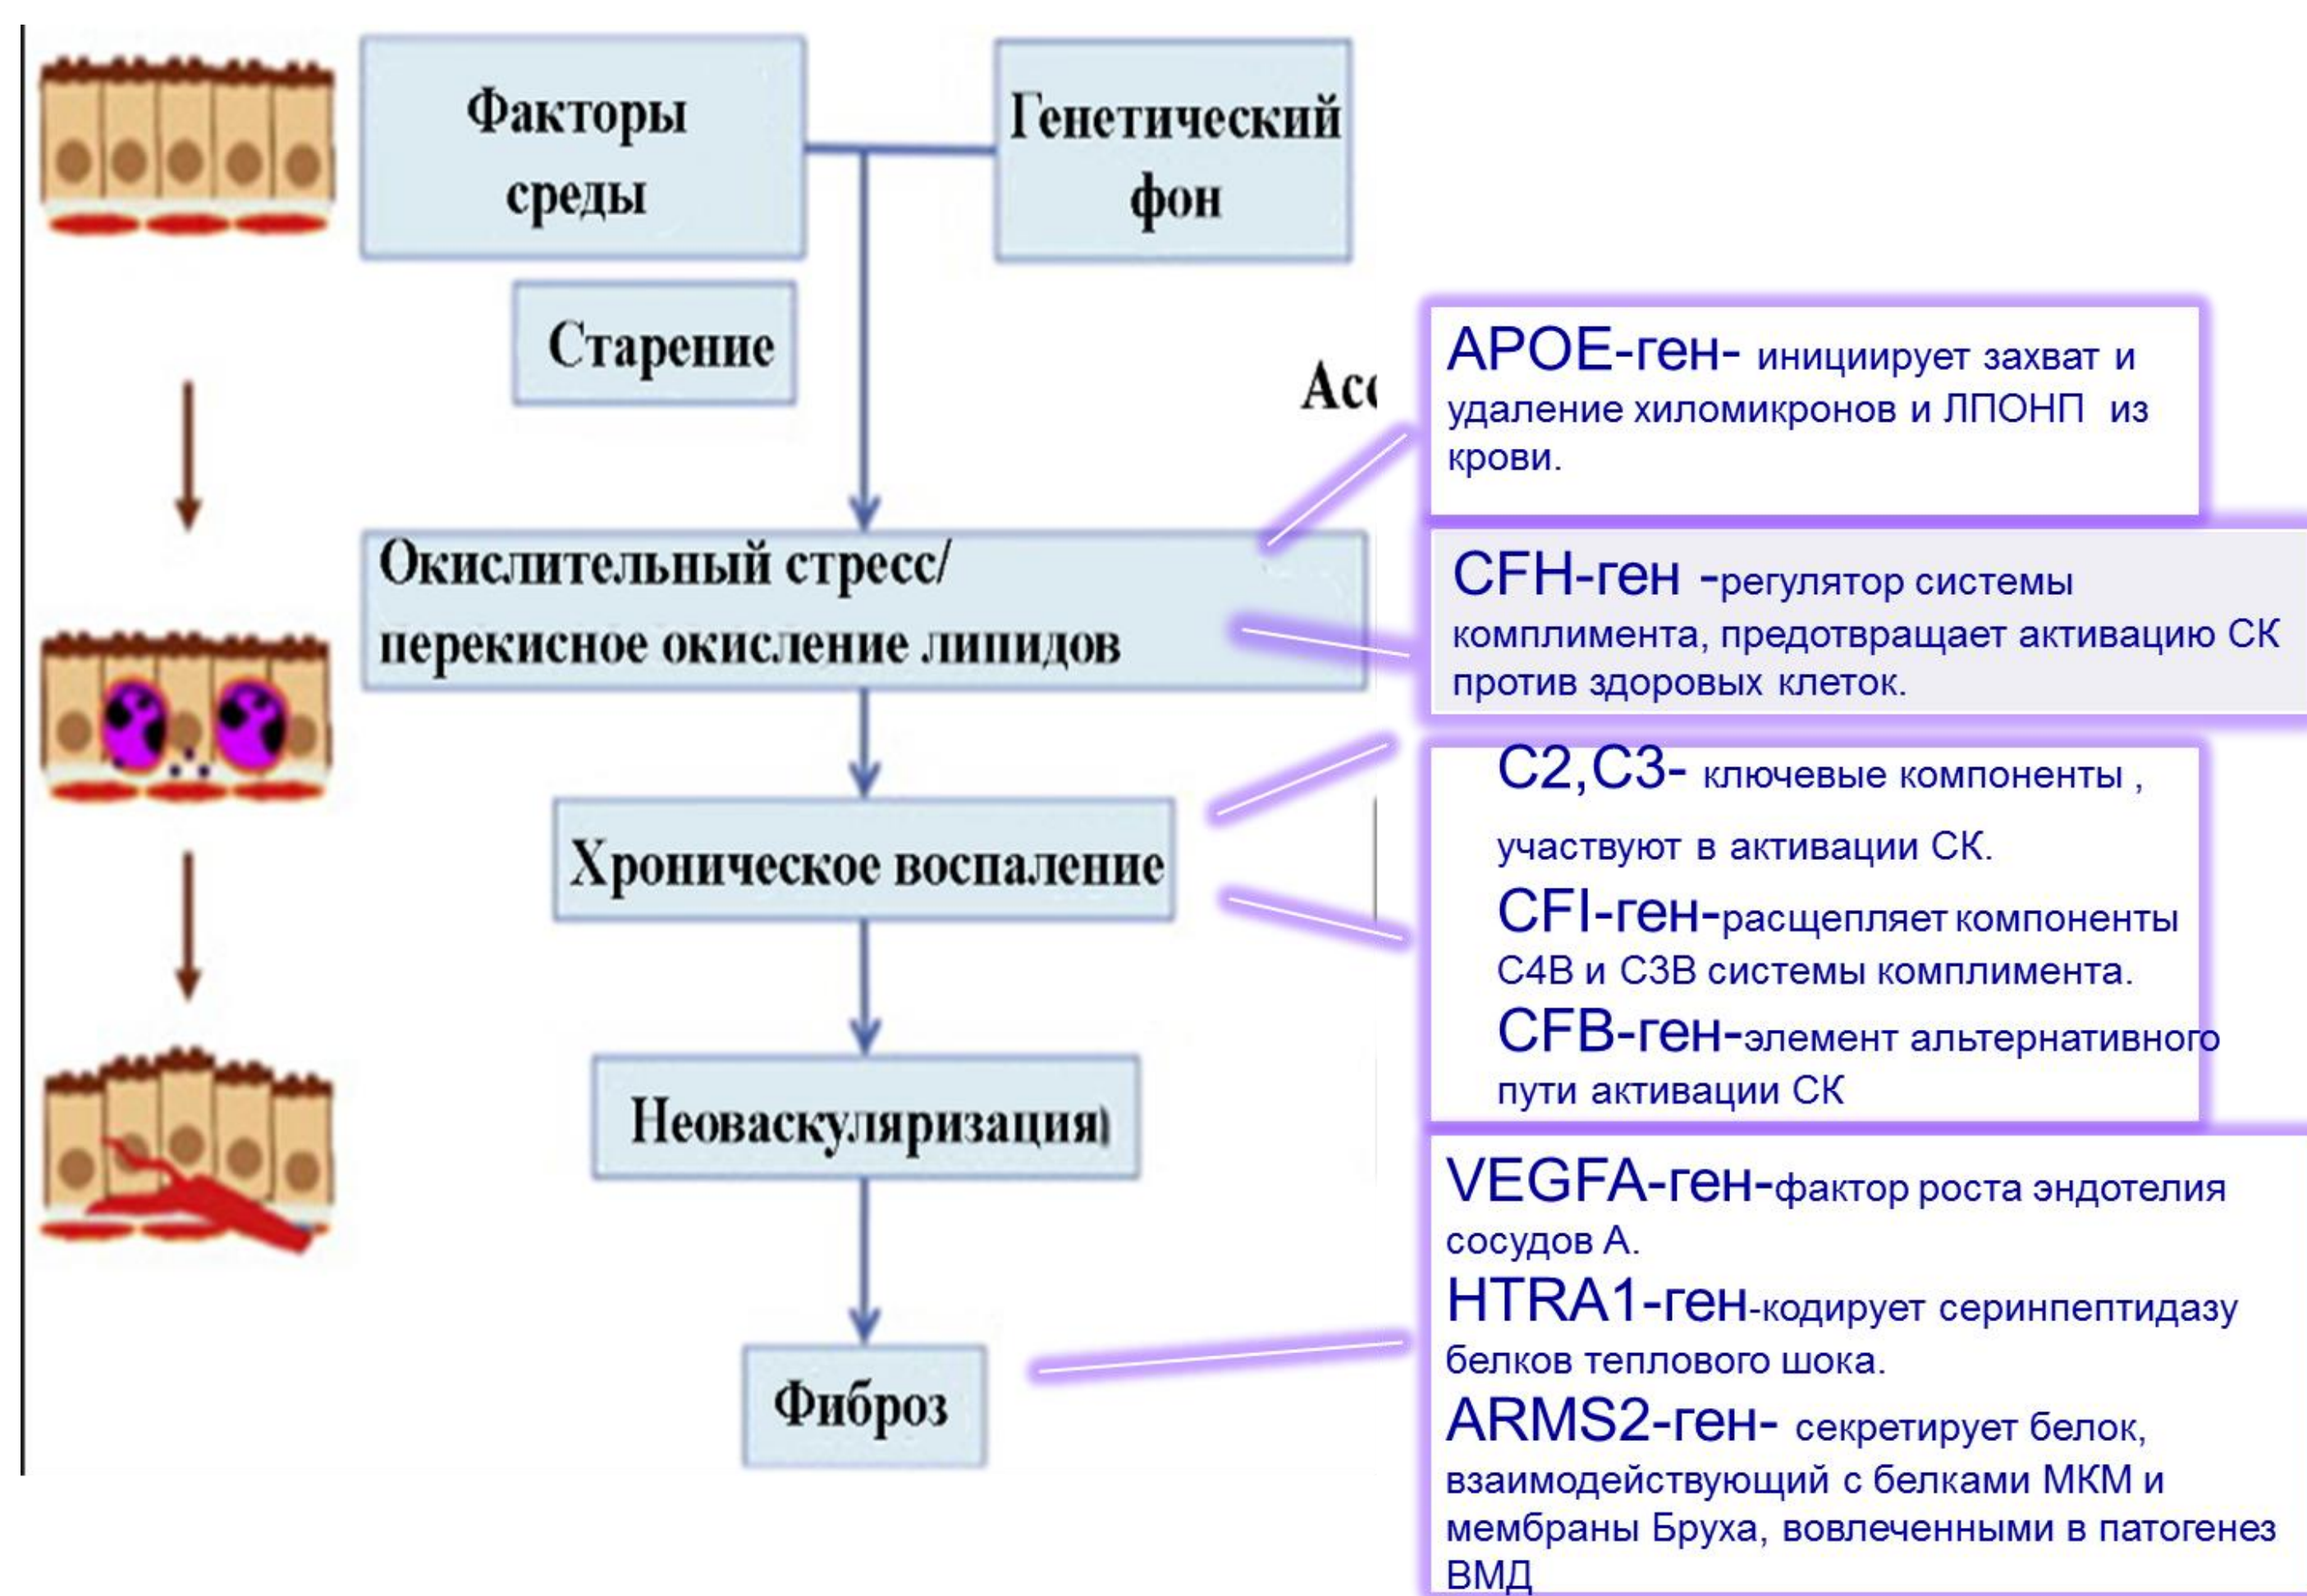 Факторы
среды
Генетический
фон
Старение
Окислительный стресс/
перекисное окисление липидов
Хроническое воспаление
Неоваскуляризация)
Фиброз
APOE-ген- инициирует захват и
удаление хиломикронов и ЛПОНП из
крови.
CFH-ген -регулятор системы
комплимента, предотвращает активацию СК
против здоровых клеток.
C2,C3- ключевые компоненты ,
участвуют в активации СК.
CFI-ген-расщепляет компоненты
C4B и C3B системы комплимента.
CFB-ген-элемент альтернативного
пути активации СК
VEGFA-ген-фактор роста эндотелия
сосудов А.
HTRA1-ген-кодирует серинпептидазу
белков теплового шока.
ARMS2-ген- секретирует белок,
взаимодействующий с белками МКМ и
мембраны Бруха, вовлеченными в патогенез
ВМД